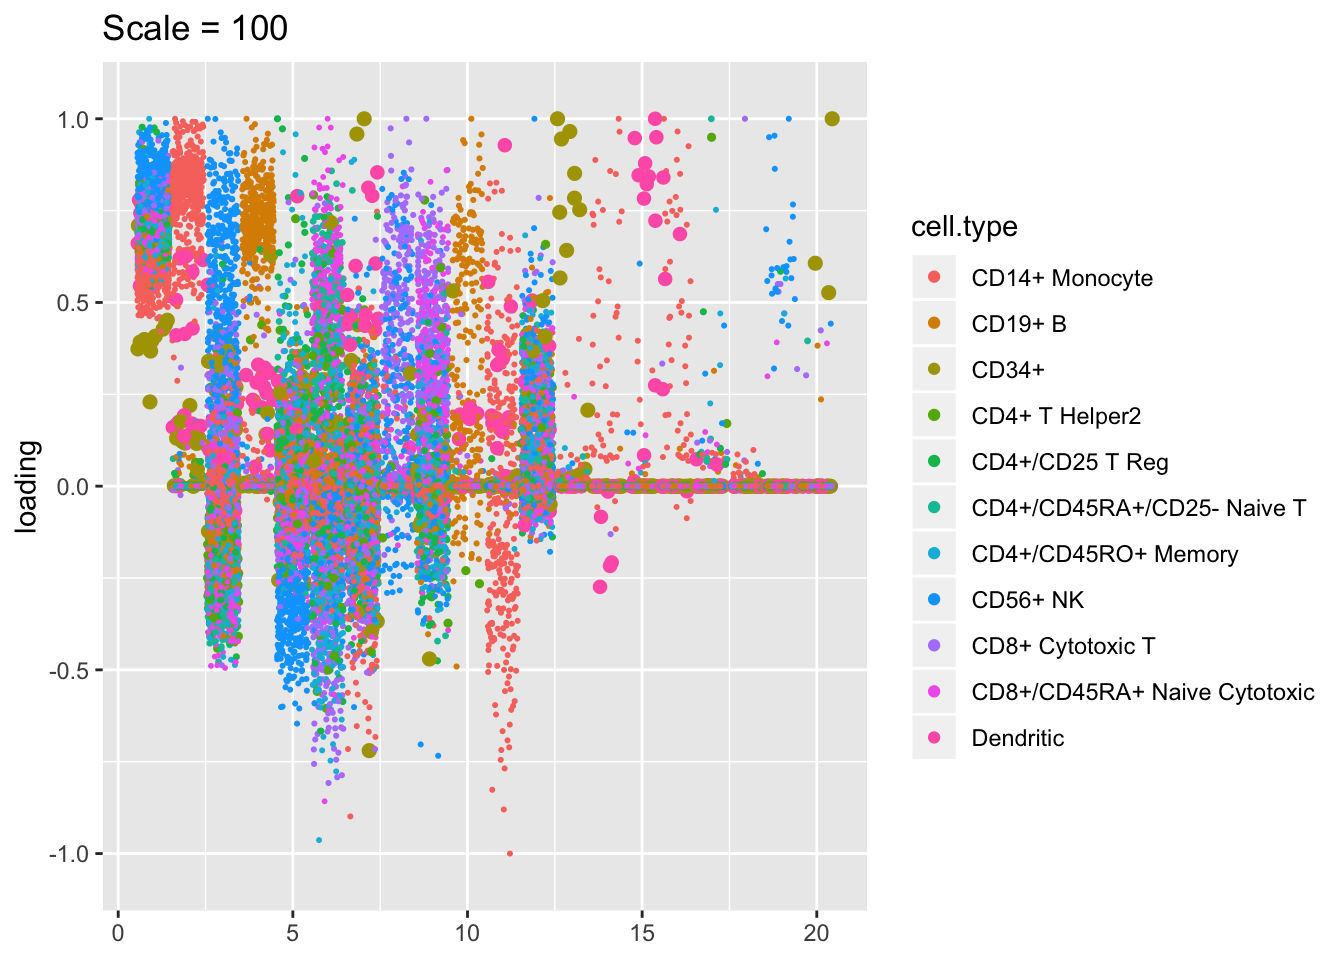 Scale = 100
loading
1.0
0.5
0.0
-0.5
-1.0
0
5
10
15
20
cell.type
CD14+ Monocyte
CD19+ B
CD34+
CD4+ T Helper2
CD4+/CD25 T Reg
CD4+/CD45RA+/CD25- Naive T
CD4+/CD45RO+ Memory
CD56+ NK
CD8+ Cytotoxic T
CD8+/CD45RA+ Naive Cytotoxic
Dendritic